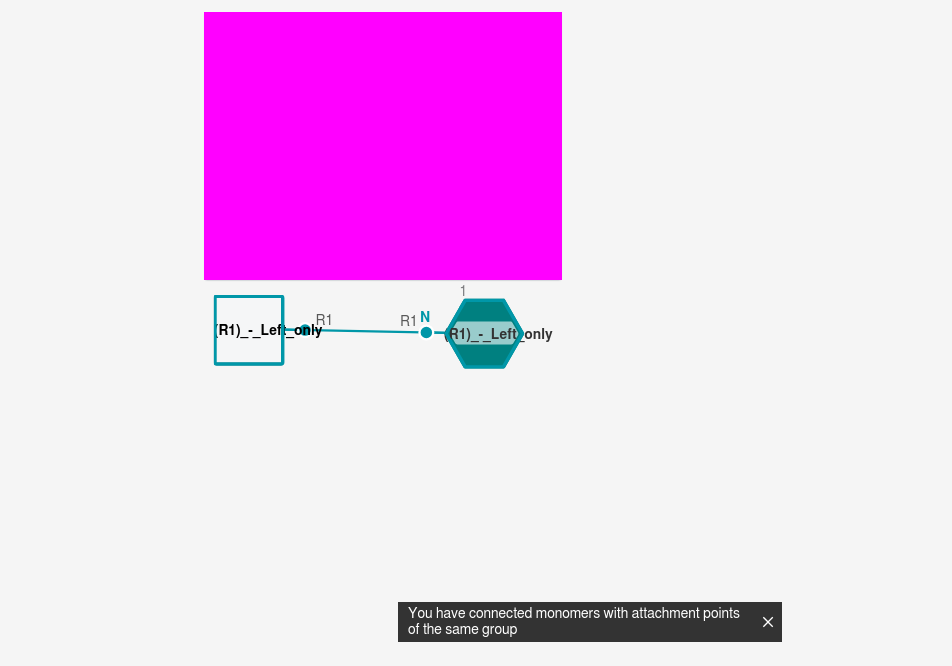 1
(R1)_-_Left_only
R1
R1
N
(R1)_-_Left_only
You have connected monomers with attachment points
of the same group